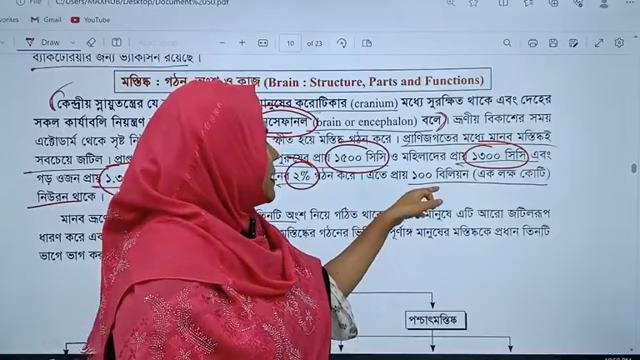 File | C:/Users/MAXHUB/Desktop/Document%2050.pdf
Gmail YouTube
Draw 10 of 23
ব্যাকটেরিয়ার জন্য ভ্যাকসিন রয়েছে।
মস্তিষ্ক : গঠন, অংশ ও কাজ (Brain : Structure, Parts and Functions)
কেন্দ্রীয় স্নায়ুতন্ত্রের যে মানুষের করোটিকার (cranium) মধ্যে সুরক্ষিত থাকে এবং দেহের
সকল কার্যাবলি নিয়ন্ত্রণ (brain or encephalon) বলে। ভ্রূণীয় বিকাশের সময়
এক্টোডার্ম থেকে সৃষ্ট স্ফীত হয়ে মস্তিষ্ক গঠন করে। প্রাণিজগতের মধ্যে মানব মস্তিষ্কই
সবচেয়ে জটিল। পুরুষের প্রায় ১৫০০ সিসি ও মহিলাদের প্রায় ১৩০০ সিসি এবং
গড় ওজন প্রায় ২% গঠন করে। এতে প্রায় ১০০ বিলিয়ন (এক লক্ষ কোটি)
নিউরন থাকে।
মানব ভ্রূণে তিনটি অংশ নিয়ে গঠিত থাকে। এটি আরো জটিলরূপ
ধারণ করে মস্তিষ্কের গঠনের পূর্ণাঙ্গ মানুষের মস্তিষ্ককে প্রধান তিনটি
ভাগে ভাগ
পশ্চাৎমস্তিষ্ক